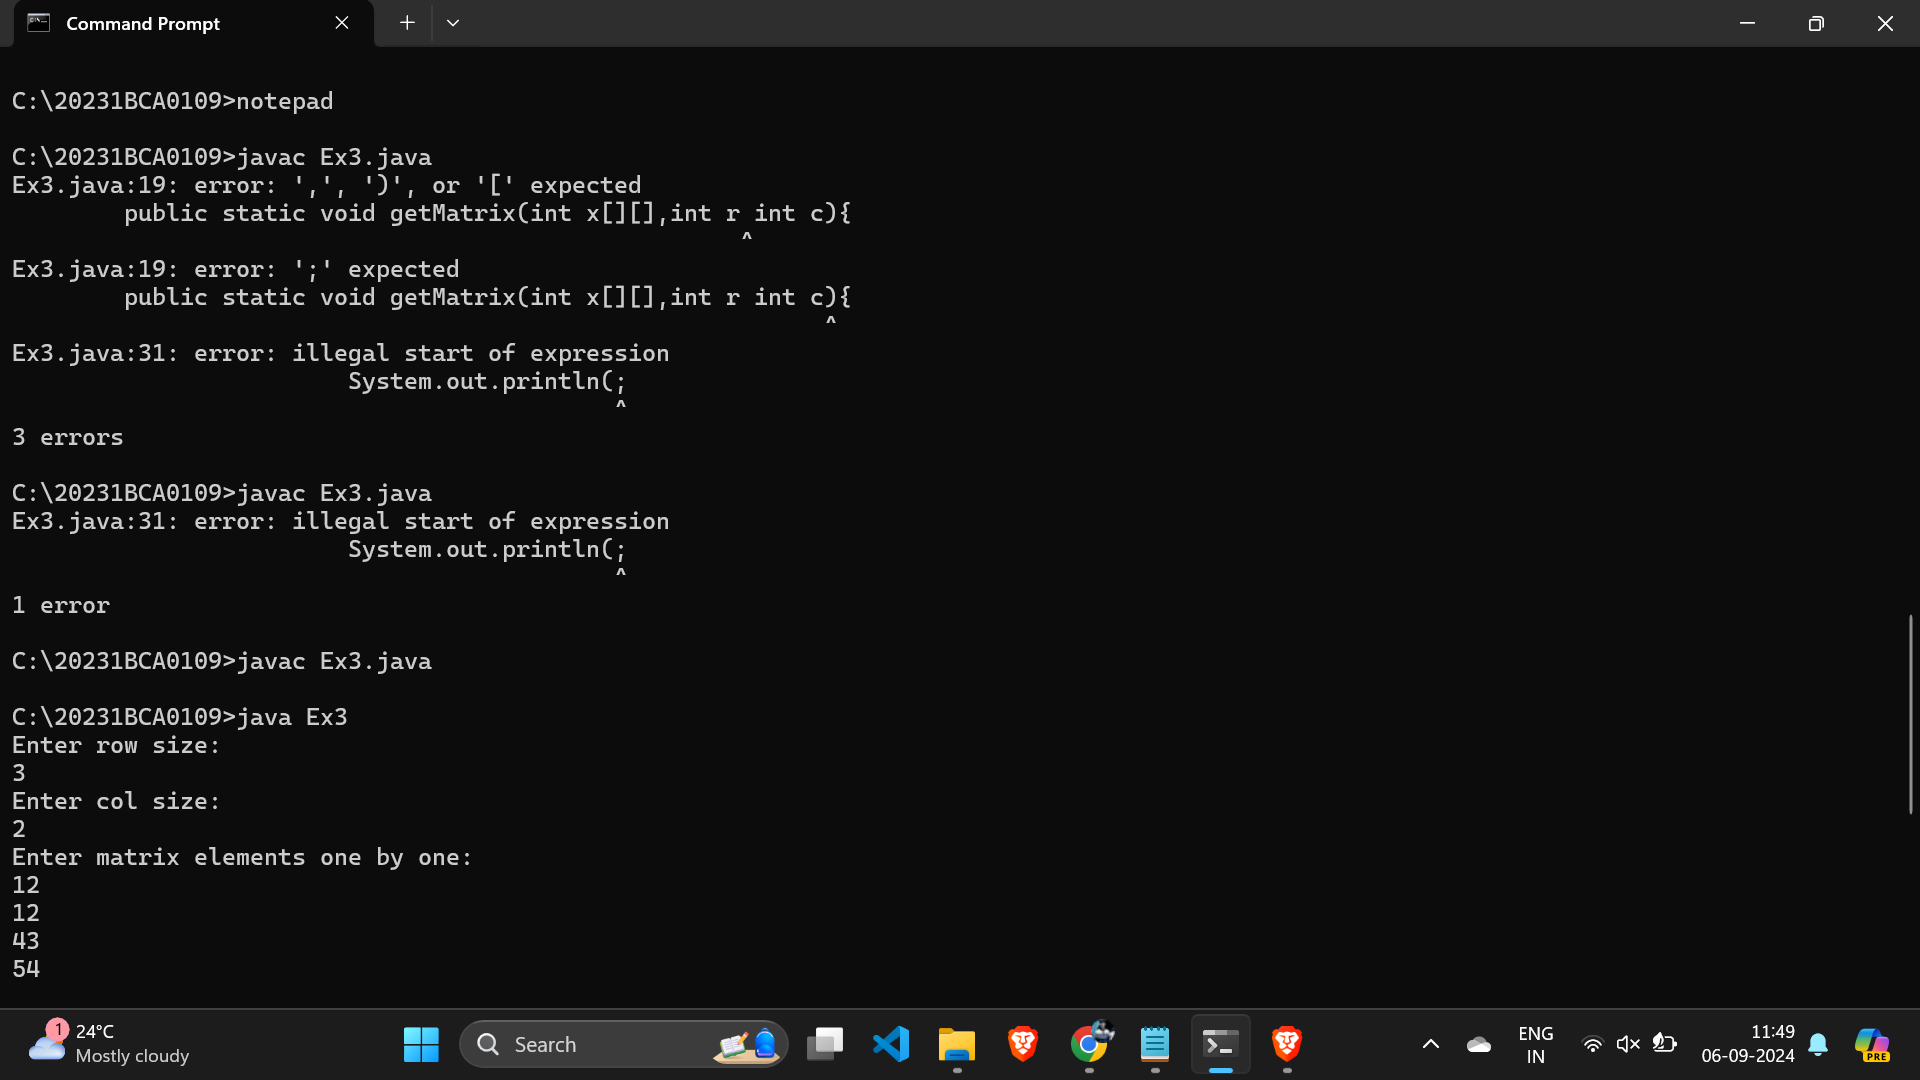 Command Prompt
C:\20231BCA0109>notepad
C:\20231BCA0109>javac Ex3.java
Ex3.java:19: error: ',', ')', or '[' expected
        public static void getMatrix(int x[][],int r int c){
                                                    ^
Ex3.java:19: error: ';' expected
        public static void getMatrix(int x[][],int r int c){
                                                          ^
Ex3.java:31: error: illegal start of expression
                        System.out.println(;
                                           ^
3 errors
C:\20231BCA0109>javac Ex3.java
Ex3.java:31: error: illegal start of expression
                        System.out.println(;
                                           ^
1 error
C:\20231BCA0109>javac Ex3.java
C:\20231BCA0109>java Ex3
Enter row size:
3
Enter col size:
2
Enter matrix elements one by one:
12
12
43
54
1
24°C
Mostly cloudy
Search
ENG
IN
11:49
06-09-2024
PRE